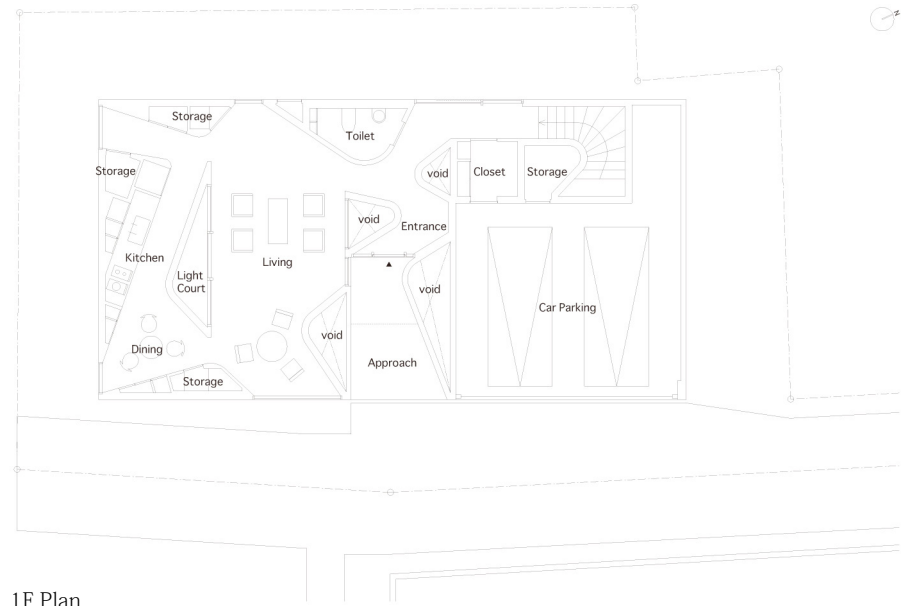 N
Storage
Toilet
Storage
void
Closet
Storage
void
Entrance
Kitchen
Living
Light
Court
void
Car Parking
void
Dining
Approach
Storage
1F Plan